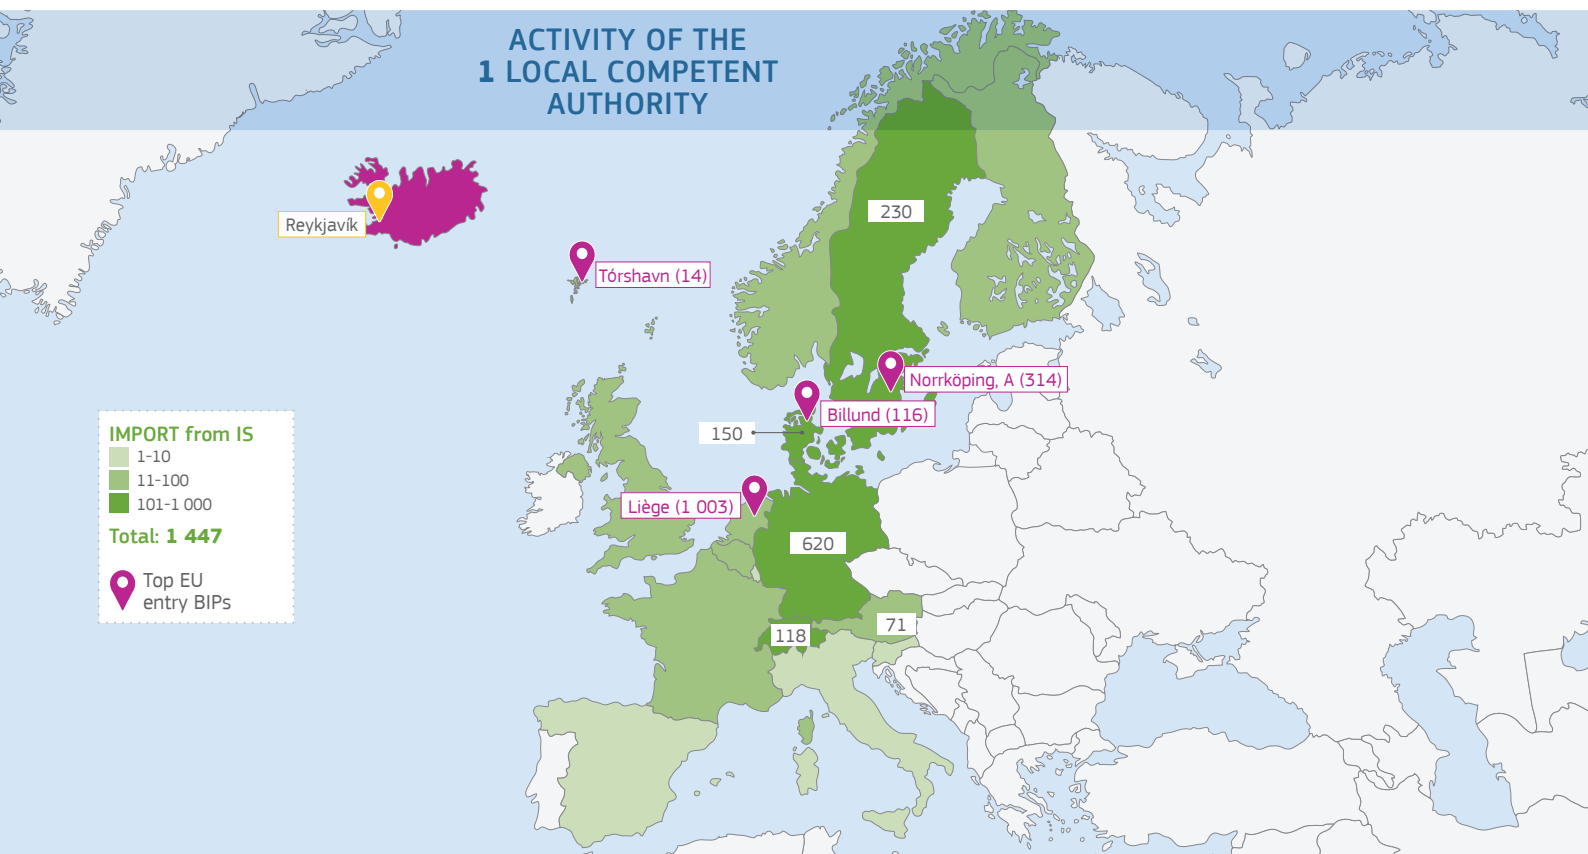 ACTIVITY OF THE
1 LOCAL COMPETENT
AUTHORITY
230
Reykjavík
Tórshavn (14)
Norrköping, A (314)
Billund (116)
150
IMPORT from IS
1-10
11-100
101-1 000
Total: 1 447
Top EU
entry BIPs
Liège (1 003)
620
71
118